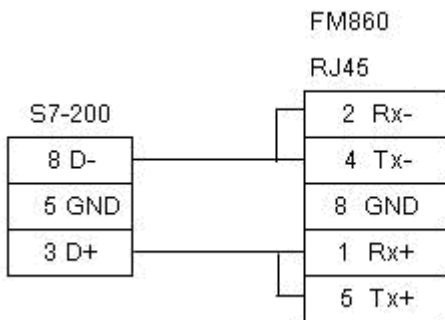 FM860
RJ45
S7-200
2 Rx-
8 D-
4 Tx-
5 GND
8 GND
3 D+
1 Rx+
5 Tx+